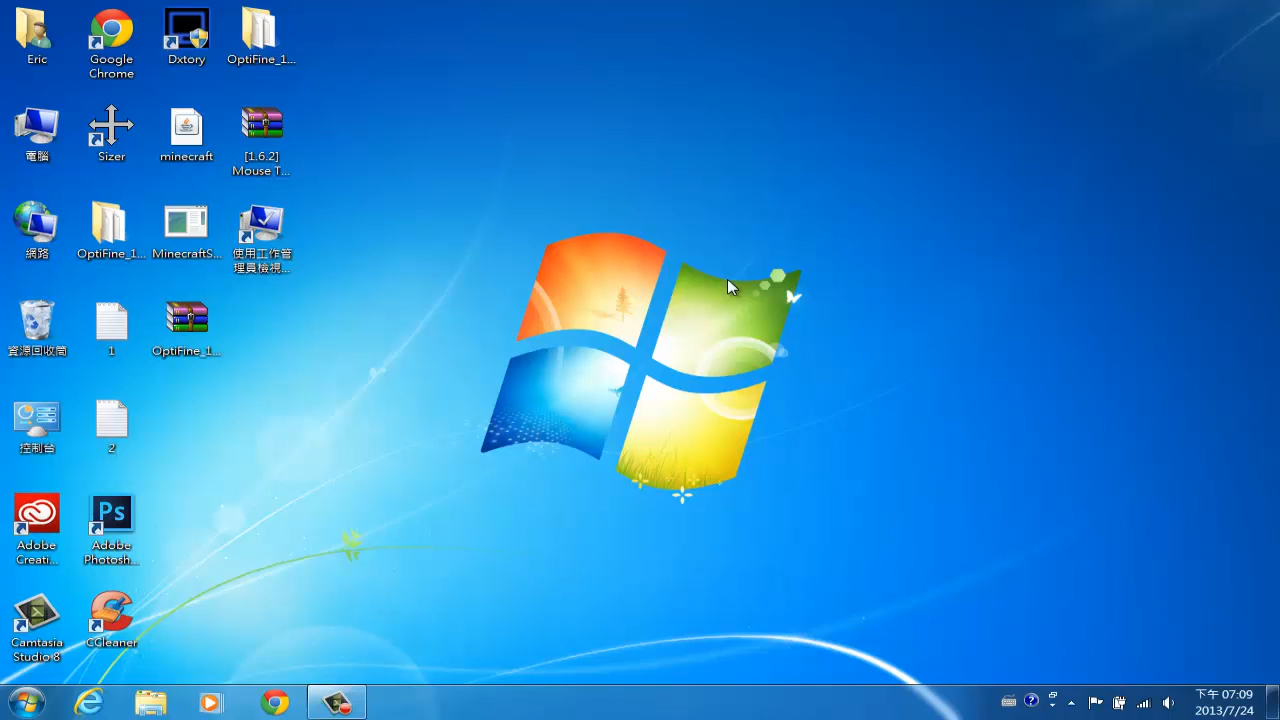 Eric
Google
Chrome
Dxtory
OptiFine_1...
電腦
Sizer
minecraft
[1.6.2]
Mouse T...
網路
OptiFine_1...
MinecraftS...
使用工作管
理員檢視...
資源回收筒
1
OptiFine_1...
控制台
2
Adobe
Creati...
Ps
Adobe
Photosh...
Camtasia
Studio 8
CCleaner
下午 07:09
2013/7/24